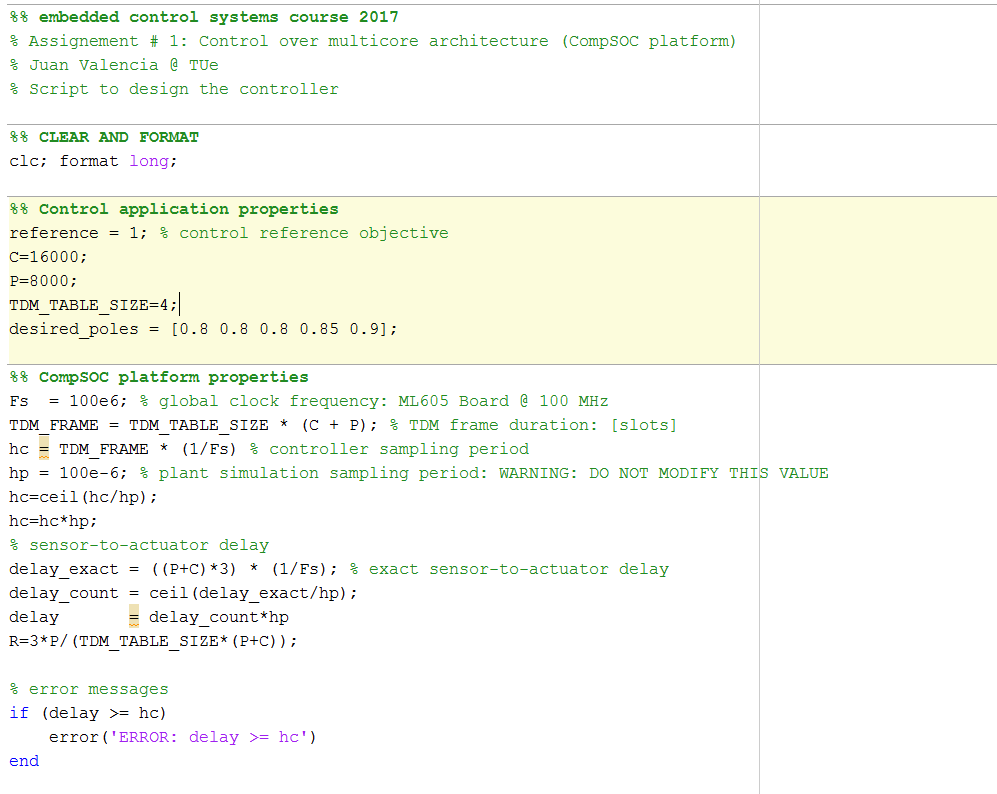 %% embedded control systems course 2017
% Assignement # 1: Control over multicore architecture (CompSOC platform)
% Juan Valencia @ TUe
% Script to design the controller
%% CLEAR AND FORMAT
clc; format long;
%% Control application properties
reference = 1; % control reference objective
C=16000;
P=8000;
TDM_TABLE_SIZE=4;
desired_poles = [0.8 0.8 0.8 0.85 0.9];
%% CompSOC platform properties
Fs  = 100e6; % global clock frequency: ML605 Board @ 100 MHz
TDM_FRAME = TDM_TABLE_SIZE * (C + P); % TDM frame duration: [slots]
hc = TDM_FRAME * (1/Fs) % controller sampling period
hp = 100e-6; % plant simulation sampling period: WARNING: DO NOT MODIFY THIS VALUE
hc=ceil(hc/hp);
hc=hc*hp;
% sensor-to-actuator delay
delay_exact = ((P+C)*3) * (1/Fs); % exact sensor-to-actuator delay
delay_count = ceil(delay_exact/hp);
delay       = delay_count*hp
R=3*P/(TDM_TABLE_SIZE*(P+C));
% error messages
if (delay >= hc)
    error('ERROR: delay >= hc')
end